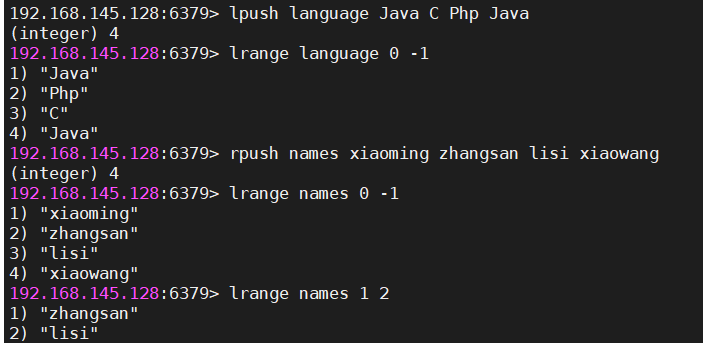 192.168.145.128:6379> lpush language Java C Php Java
(integer) 4
192.168.145.128:6379> lrange language 0 -1
1) "Java"
2) "Php"
3) "C"
4) "Java"
192.168.145.128:6379> rpush names xiaoming zhangsan lisi xiaowang
(integer) 4
192.168.145.128:6379> lrange names 0 -1
1) "xiaoming"
2) "zhangsan"
3) "lisi"
4) "xiaowang"
192.168.145.128:6379> lrange names 1 2
1) "zhangsan"
2) "lisi"